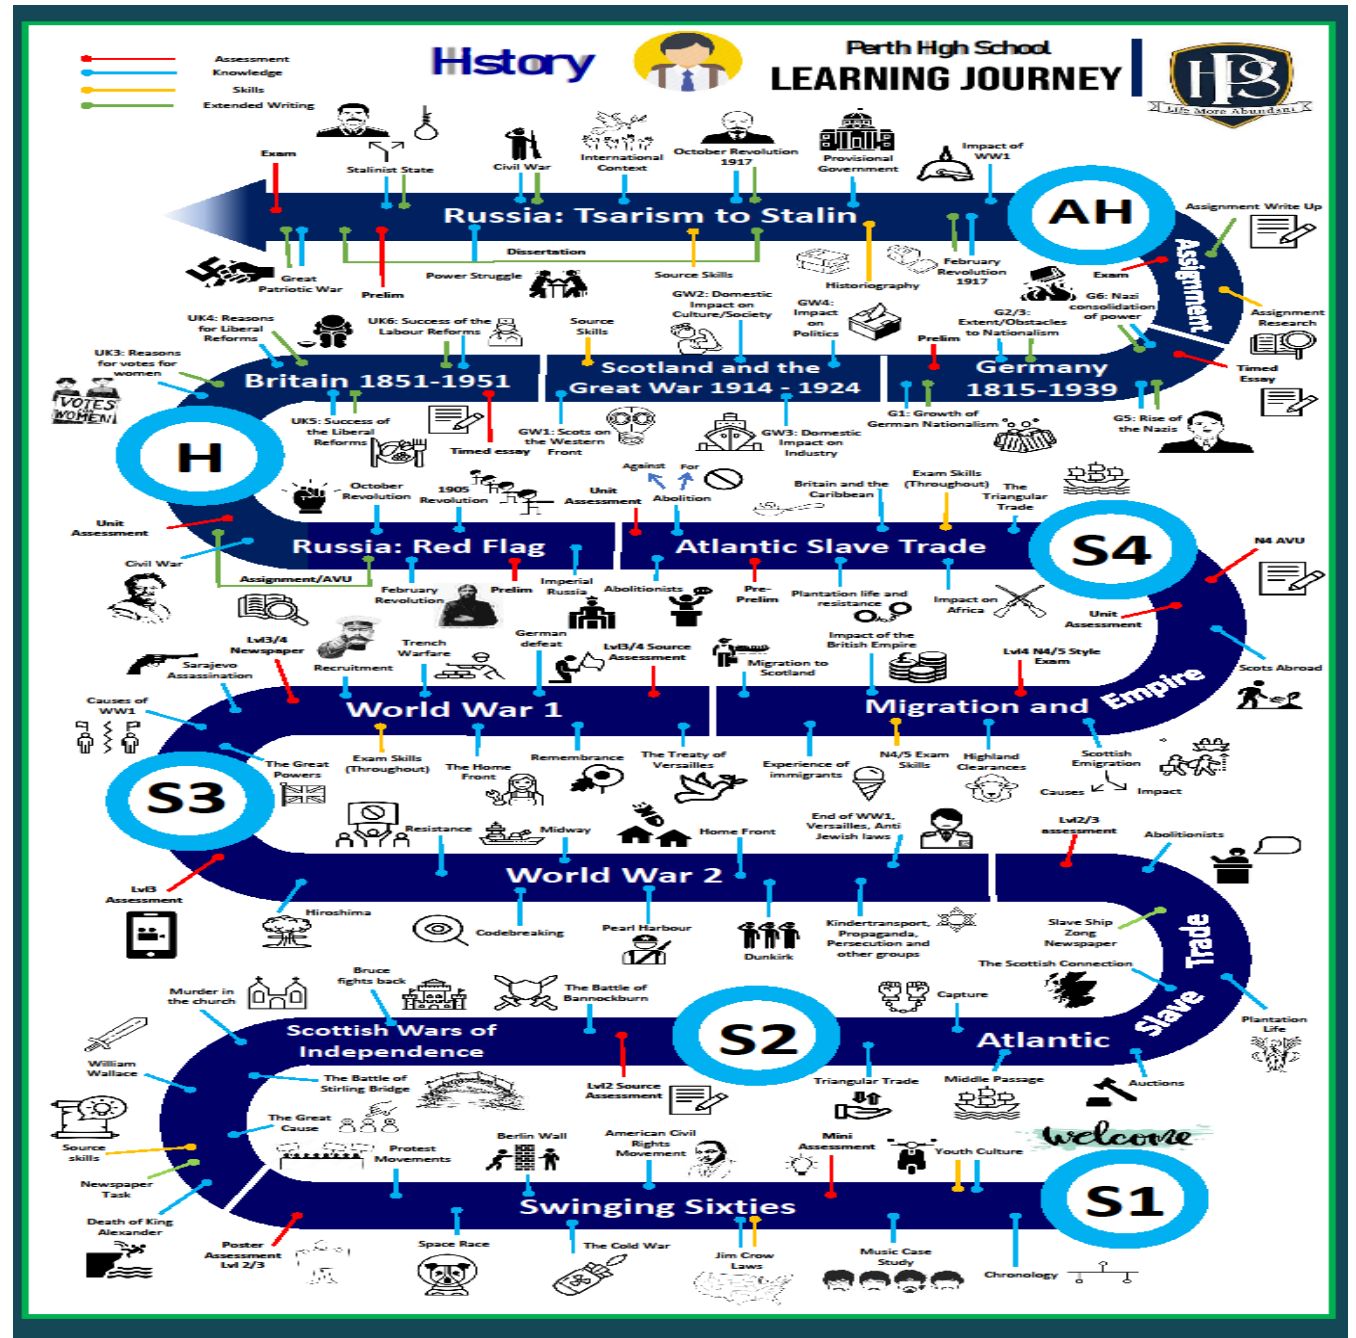 Assessment
Knowledge
Skills
Extended Writing
Hstory
Perth High School
LEARNING JOURNEY
HPS
Life More Abundant
Exam
Stalinist State
Civil War
International
Context
October Revolution
1917
Provisional
Government
Impact of
WW1
Russia: Tsarism to Stalin
AH
Assignment Write Up
Assignment
Great
Patriotic War
Prelim
Dissertation
Power Struggle
Source Skills
Historiography
February
Revolution
1917
Exam
Assignment
Research
UK4: Reasons
for Liberal
Reforms
UK6: Success of the
Labour Reforms
Source
Skills
GW2: Domestic
Impact on
Culture/Society
GW4:
Impact
on
Politics
Prelim
G2/3:
Extent/Obstacles
to Nationalism
G6: Nazi
consolidation
of power
Timed
Essay
UK3: Reasons
for votes for
women
VOTES
WOMEN
Britain 1851-1951
Scotland and the
Great War 1914 - 1924
Germany
1815-1939
H
UK5: Success of
the Liberal
Reforms
Timed essay
GW1: Scots on
the Western
Front
GW3: Domestic
Impact on
Industry
G1: Growth of
German Nationalism
G5: Rise of
the Nazis
October
Revolution
1905
Revolution
Unit
Assessment
Against
For
Abolition
Britain and the
Caribbean
Exam Skills
(Throughout)
The
Triangular
Trade
Unit
Assessment
Russia: Red Flag
Atlantic Slave Trade
S4
N4 AVU
Civil War
Assignment/AVU
February
Revolution
Prelim
Imperial
Russia
Abolitionists
Pre-
Prelim
Plantation life and
resistance
Impact on
Africa
Unit
Assessment
Lvl3/4
Newspaper
Sarajevo
Assassination
Recruitment
Trench
Warfare
German
defeat
Lvl3/4 Source
Assessment
Migration to
Scotland
Impact of the
British Empire
Lvl4 N4/5 Style
Exam
Scots Abroad
Causes of
WW1
World War 1
Migration and
Empire
The Great
Powers
Exam Skills
(Throughout)
The Home
Front
Remembrance
The Treaty of
Versailles
Experience of
immigrants
N4/5 Exam
Skills
Highland
Clearances
Scottish
Emigration
Causes
Impact
S3
Resistance
Midway
Home Front
End of WW1,
Versailles, Anti
Jewish laws
Lvl2/3
assessment
Abolitionists
World War 2
Lvl3
Assessment
Hiroshima
Codebreaking
Pearl Harbour
Dunkirk
Kindertransport,
Propaganda,
Persecution and
other groups
Slave Ship
Zong
Newspaper
The Scottish Connection
Trade
Slave
Atlantic
Murder in
the church
Bruce
fights back
The Battle of
Bannockburn
Capture
Plantation
Life
Scottish Wars of
Independence
S2
William
Wallace
The Battle of
Stirling Bridge
Lvl2 Source
Assessment
Triangular Trade
Middle Passage
Auctions
The Great
Cause
Source
skills
Newspaper
Task
Protest
Movements
Berlin Wall
American Civil
Rights
Movement
Mini
Assessment
Youth Culture
welcome
Swinging Sixties
S1
Death of King
Alexander
Poster
Assessment
Lvl 2/3
Space Race
The Cold War
Jim Crow
Laws
Music Case
Study
Chronology